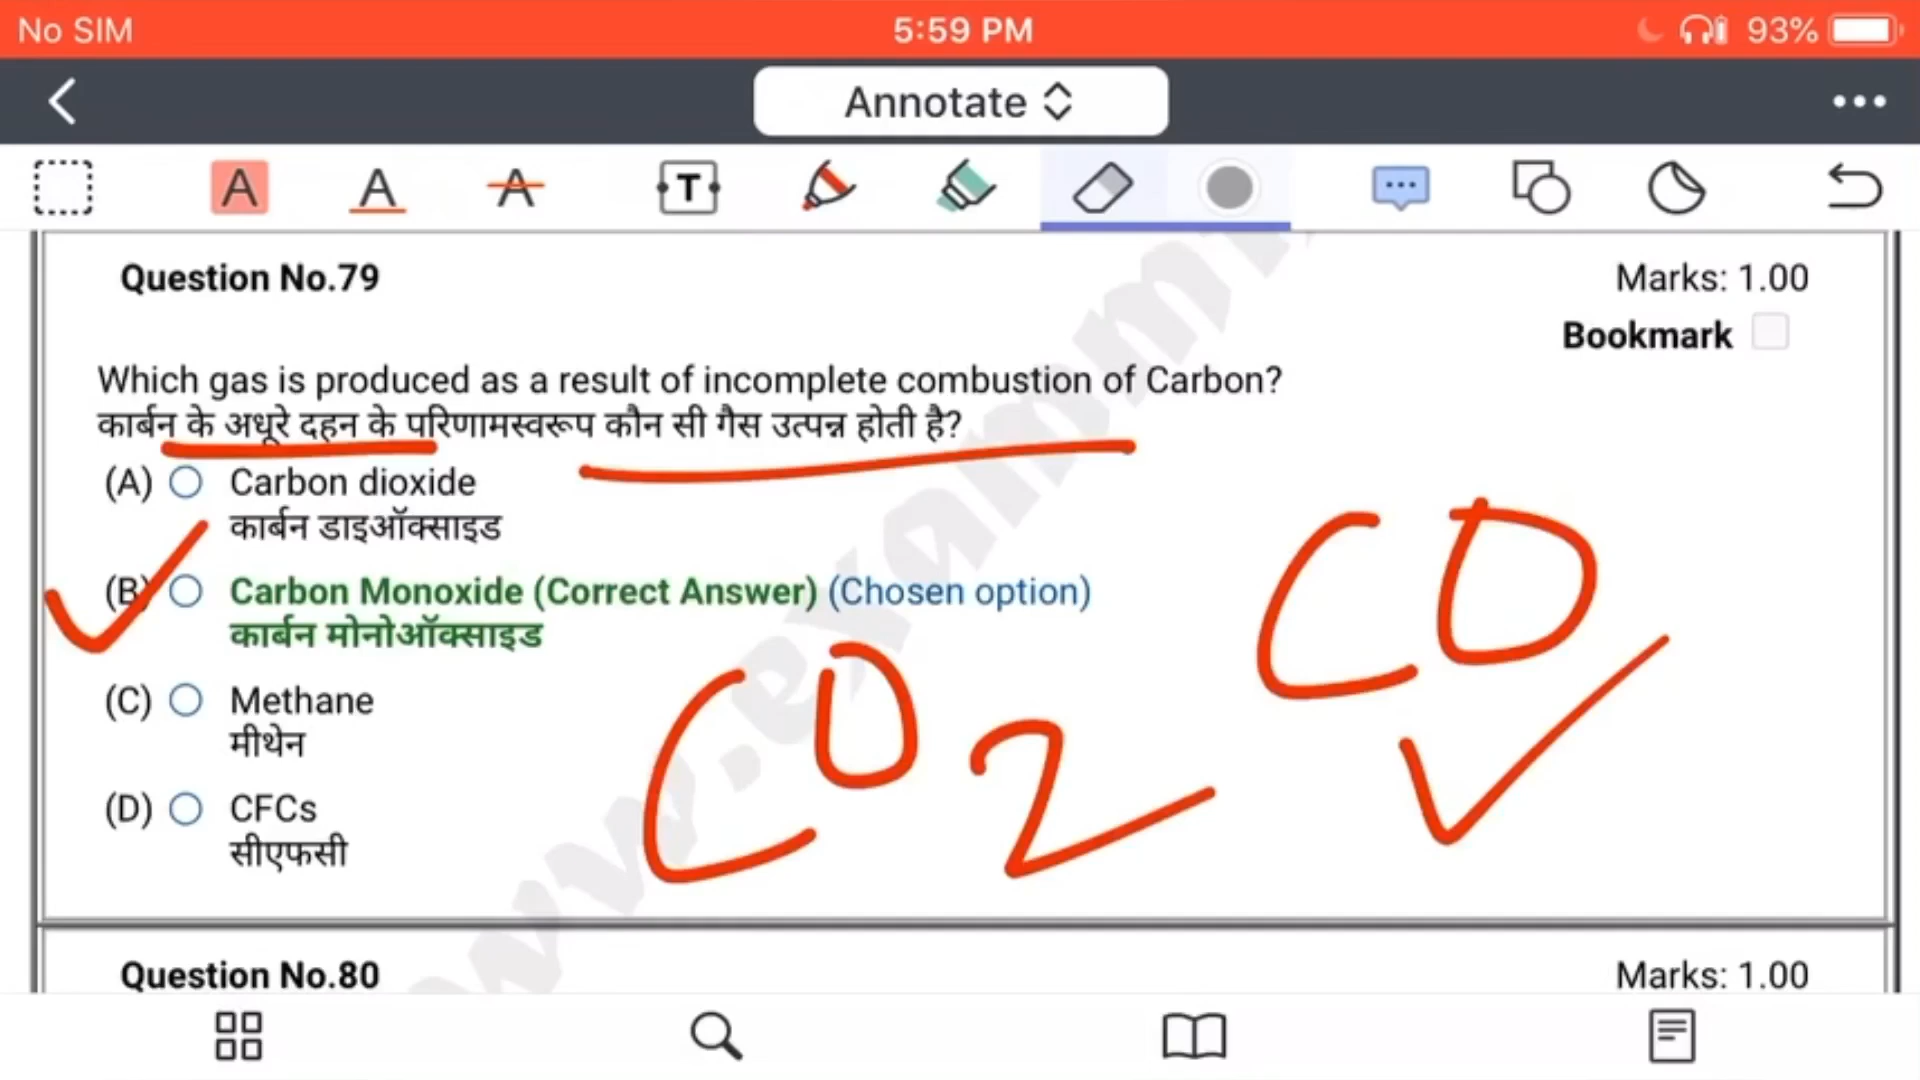 No SIM
5:59 PM
93%
Annotate
A A A T
Question No.79
Marks: 1.00
Bookmark
Which gas is produced as a result of incomplete combustion of Carbon?
कार्बन के अधूरे दहन के परिणामस्वरूप कौन सी गैस उत्पन्न होती है?
(A) Carbon dioxide
कार्बन डाइऑक्साइड
(B) Carbon Monoxide (Correct Answer) (Chosen option)
कार्बन मोनोऑक्साइड
(C) Methane
मीथेन
(D) CFCs
सीएफसी
CO2
CO
Question No.80
Marks: 1.00